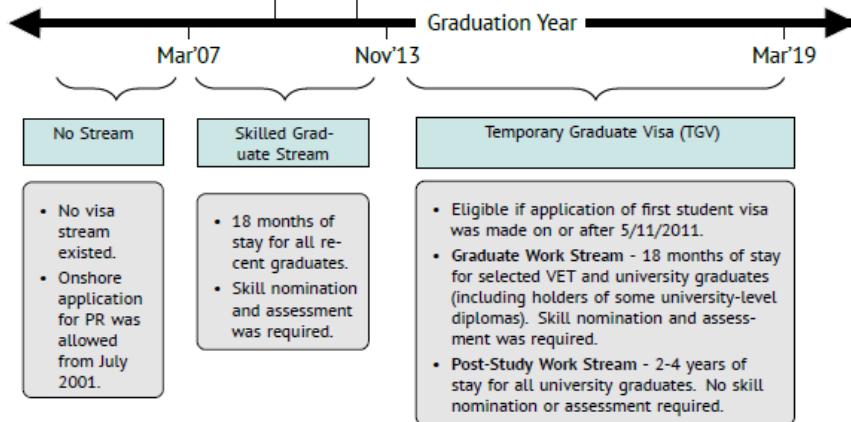 Graduation Year
Mar'07
Nov'13
Mar'19
No Stream
Skilled Grad-
uate Stream
Temporary Graduate Visa (TGV)
• No visa
stream
existed.
• Onshore
application
for PR was
allowed
from July
2001.
• 18 months of
stay for all re-
cent graduates.
• Skill nomination
and assessment
was required.
• Eligible if application of first student visa
was made on or after 5/11/2011.
• Graduate Work Stream - 18 months of stay
for selected VET and university graduates
(including holders of some university-level
diplomas). Skill nomination and assess-
ment was required.
• Post-Study Work Stream - 2-4 years of
stay for all university graduates. No skill
nomination or assessment required.